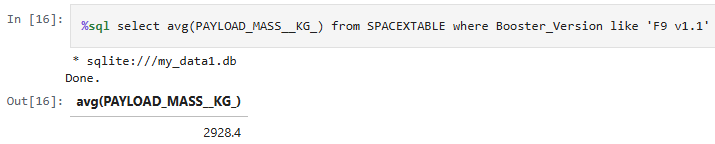 In [16]: %sql select avg(PAYLOAD_MASS__KG_) from SPACEXTABLE where Booster_Version like 'F9 v1.1'
* sqlite:///my_data1.db
Done.
Out[16]: avg(PAYLOAD_MASS__KG_)
2928.4